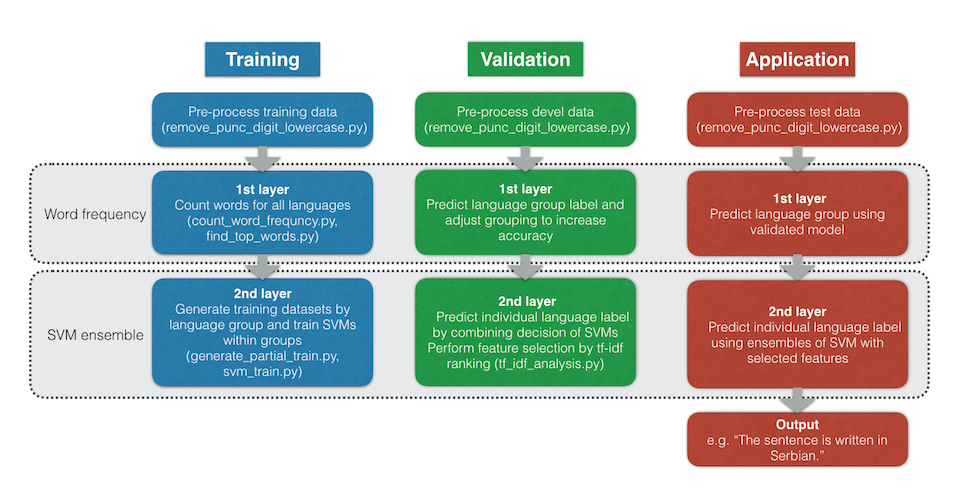 Training
Validation
Application
Pre-process training data
(remove_punc_digit_lowercase.py)
Pre-process devel data
(remove_punc_digit_lowercase.py)
Pre-process test data
(remove_punc_digit_lowercase.py)
Word frequency
1st layer
Count words for all languages
(count_word_frequncy.py,
find_top_words.py)
1st layer
Predict language group label and
adjust grouping to increase
accuracy
1st layer
Predict language group using
validated model
SVM ensemble
2nd layer
Generate training datasets by
language group and train SVMs
within groups
(generate_partial_train.py,
svm_train.py)
2nd layer
Predict individual language label
by combining decision of SVMs
Perform feature selection by tf-idf
ranking (tf_idf_analysis.py)
2nd layer
Predict individual language label
using ensembles of SVM with
selected features
Output
e.g. “The sentence is written in
Serbian.”